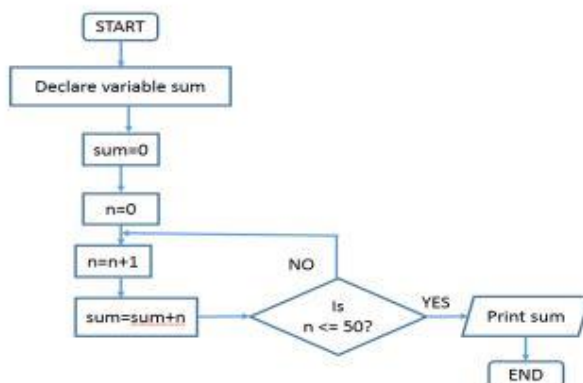 START
Declare variable sum
sum=0
n=0
n=n+1
NO
sum=sum+n
Is
n <= 50?
YES
Print sum
END